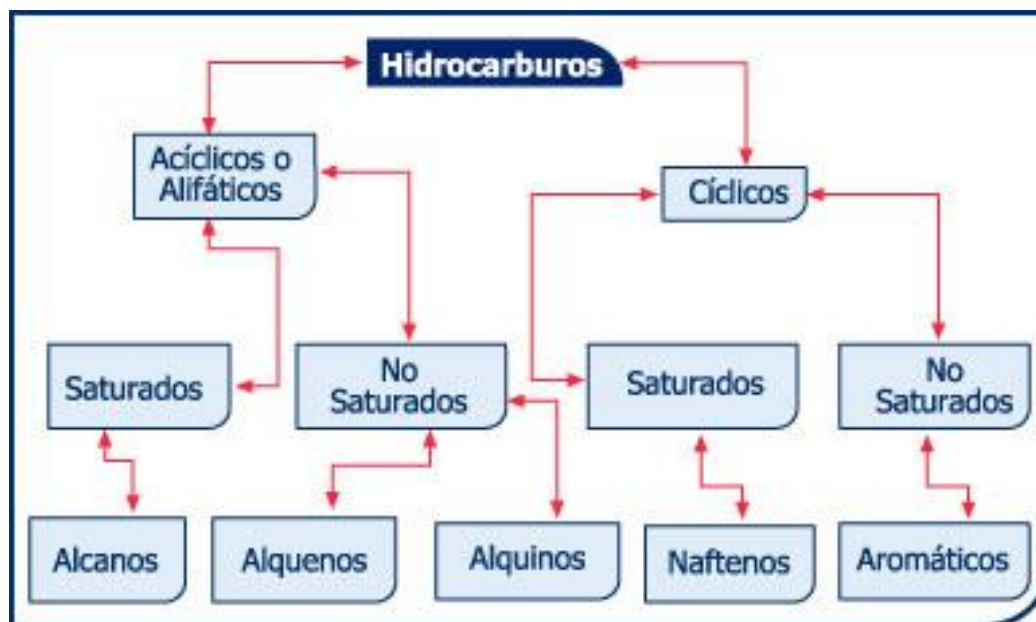 Hidrocarburos
Acíclicos o
Alifáticos
Cíclicos
Saturados
No
Saturados
Saturados
No
Saturados
Alcanos
Alquenos
Alquinos
Naftenos
Aromáticos